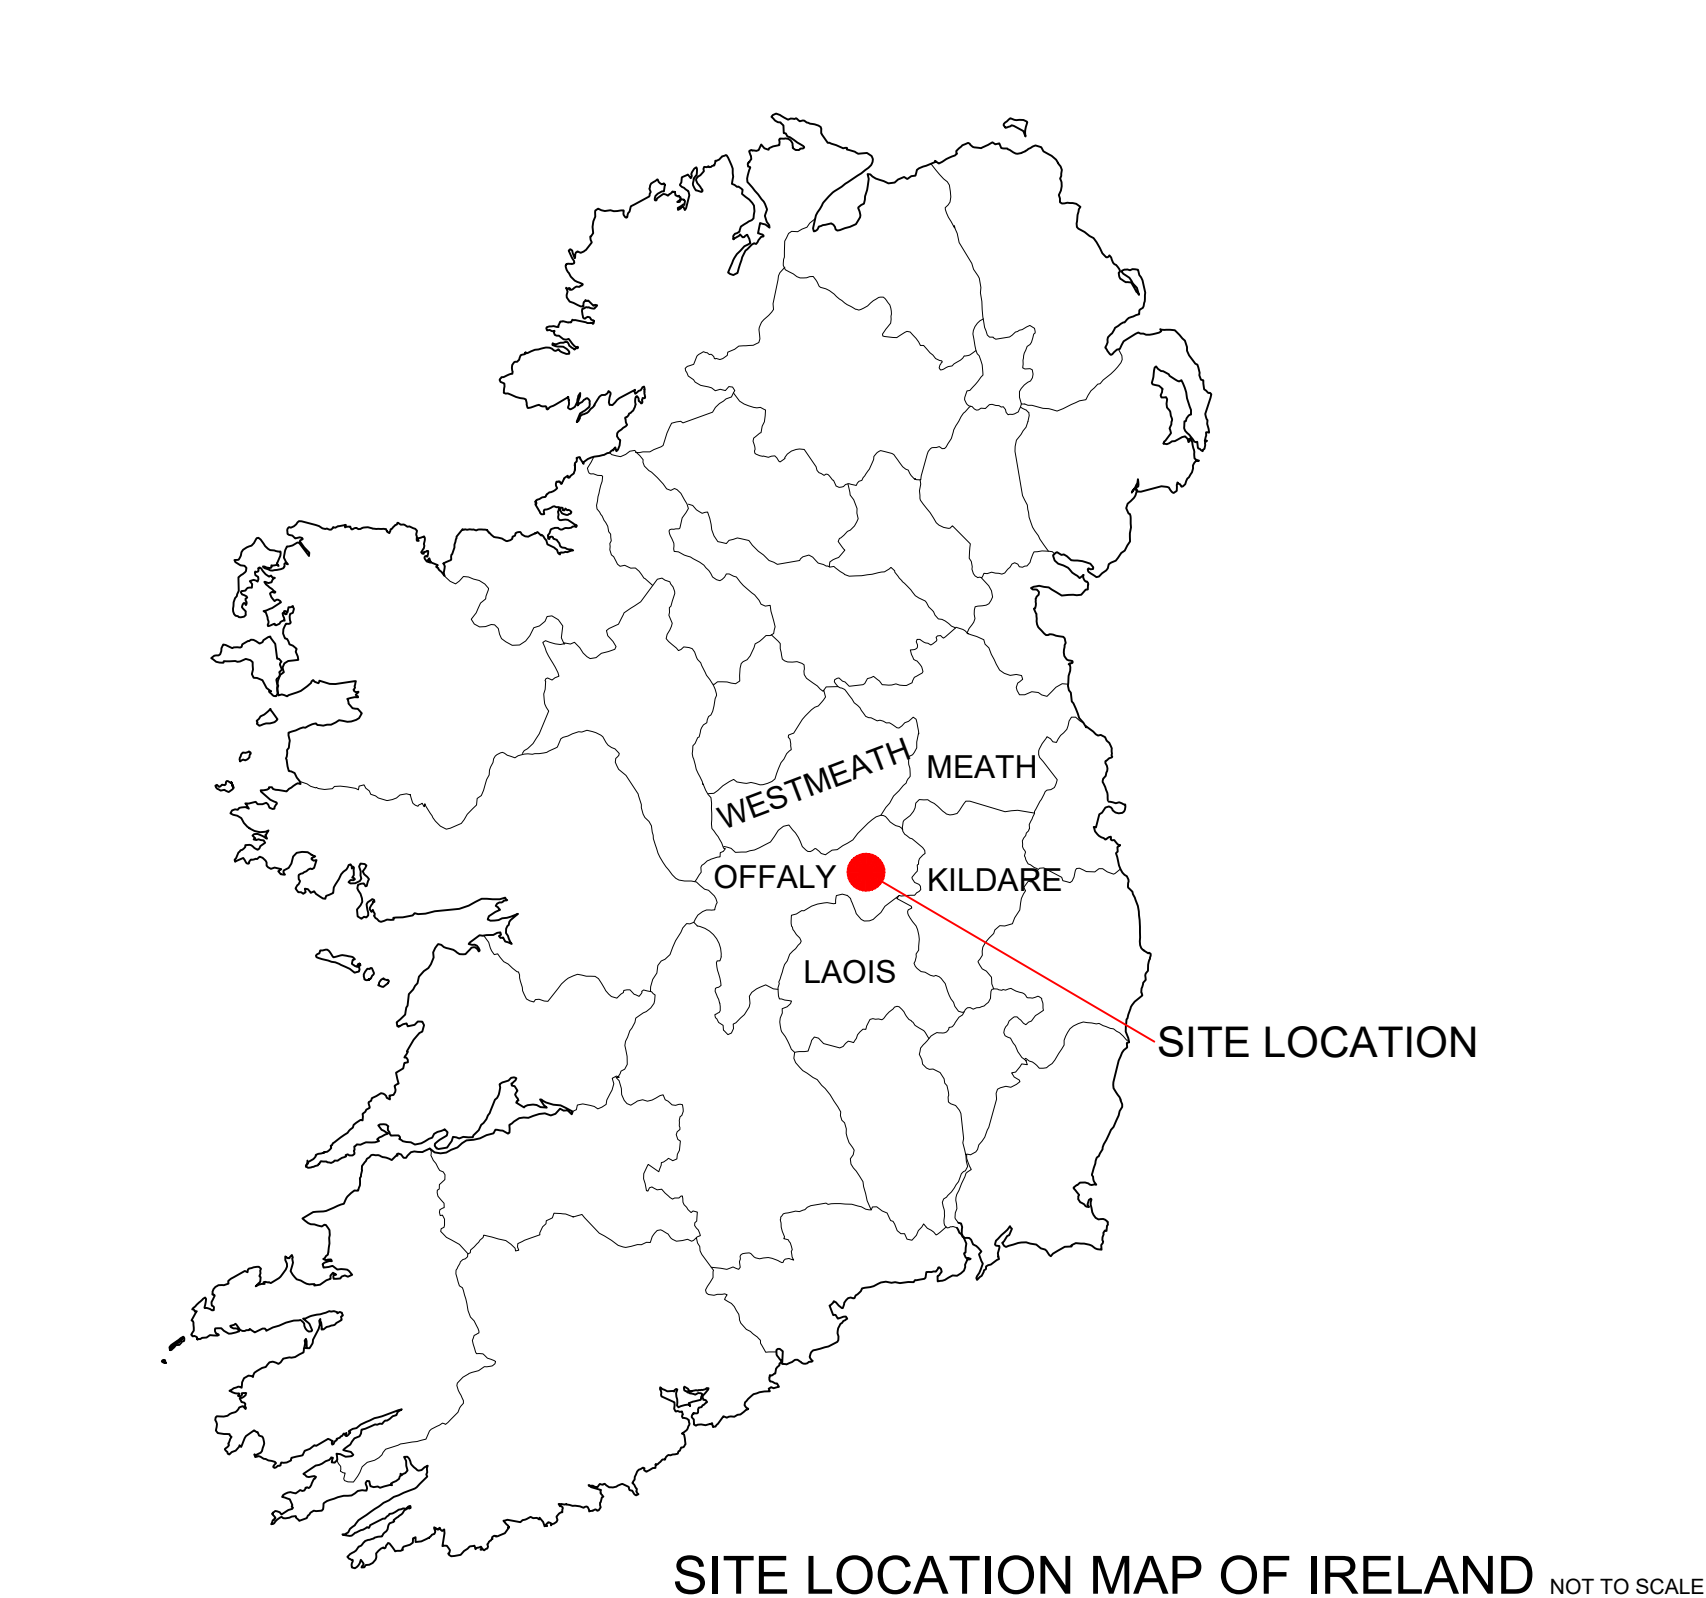 WESTMEATH
MEATH
OFFALY
KILDARE
LAOIS
SITE LOCATION
SITE LOCATION MAP OF IRELAND NOT TO SCALE